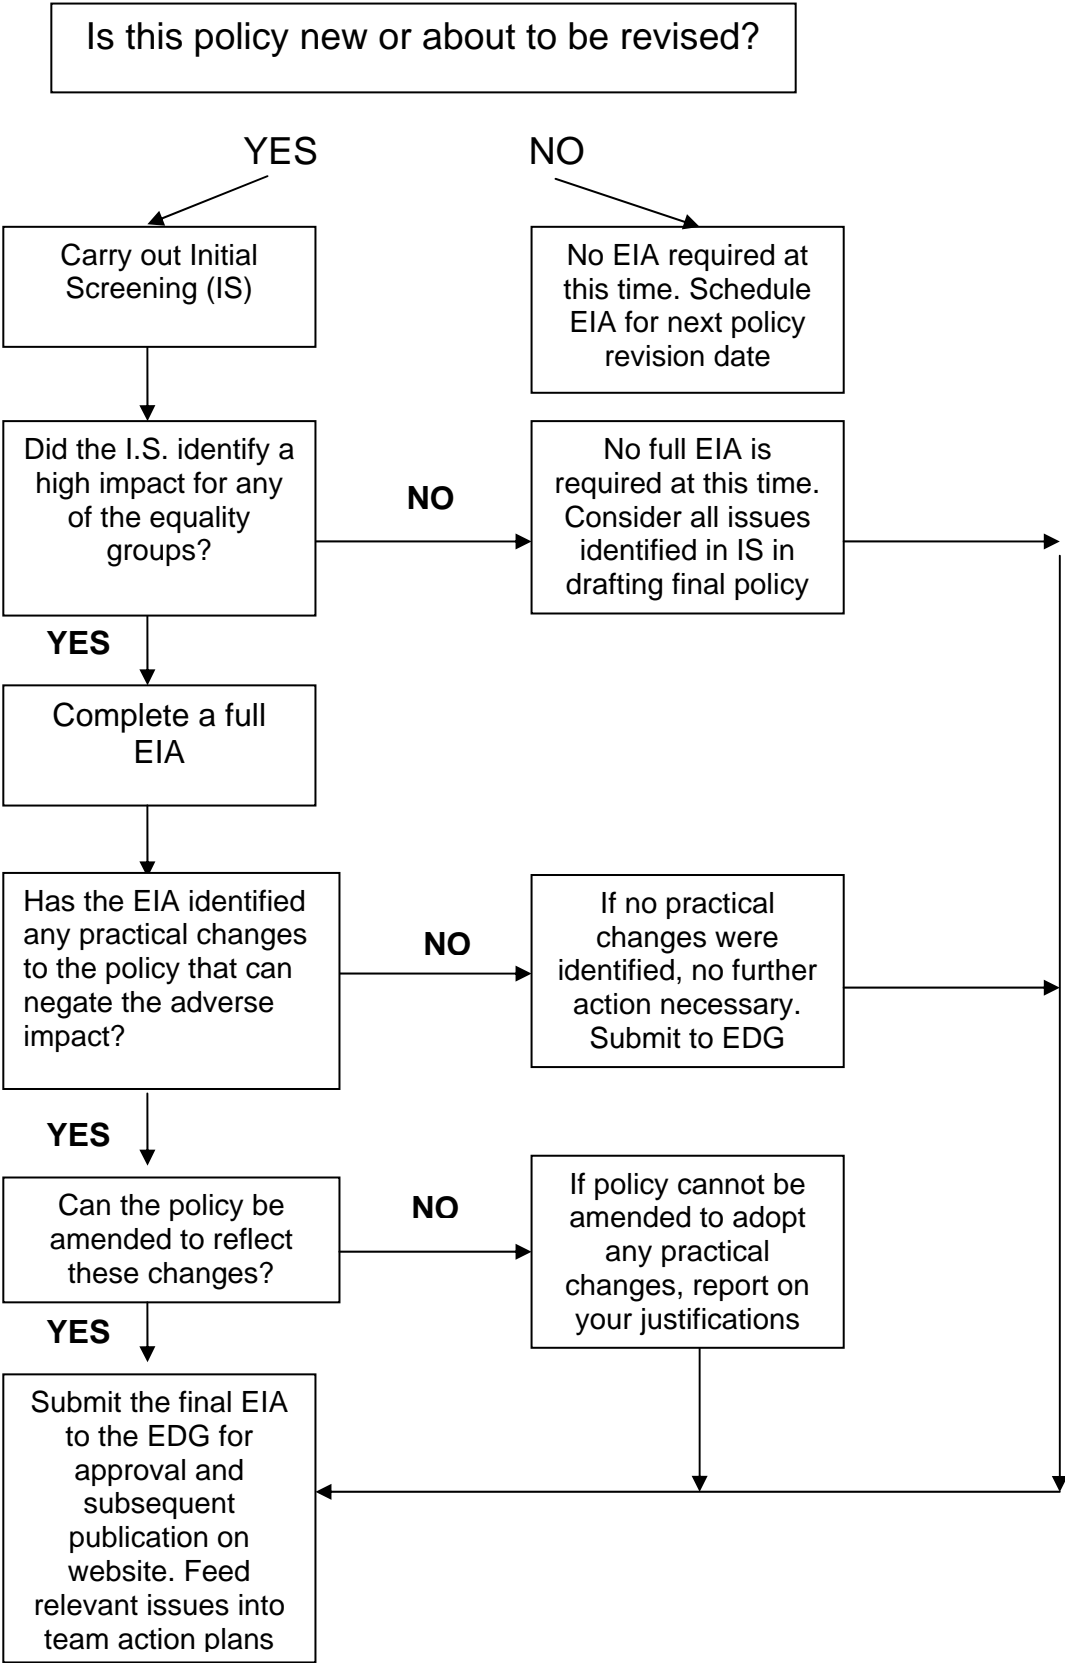 Is this policy new or about to be revised?
YES
NO
Carry out Initial
Screening (IS)
No EIA required at
this time. Schedule
EIA for next policy
revision date
Did the I.S. identify a
high impact for any
of the equality
groups?
NO
No full EIA is
required at this time.
Consider all issues
identified in IS in
drafting final policy
YES
Complete a full
EIA
Has the EIA identified
any practical changes
to the policy that can
negate the adverse
impact?
NO
If no practical
changes were
identified, no further
action necessary.
Submit to EDG
YES
Can the policy be
amended to reflect
these changes?
NO
If policy cannot be
amended to adopt
any practical
changes, report on
your justifications
YES
Submit the final EIA
to the EDG for
approval and
subsequent
publication on
website. Feed
relevant issues into
team action plans